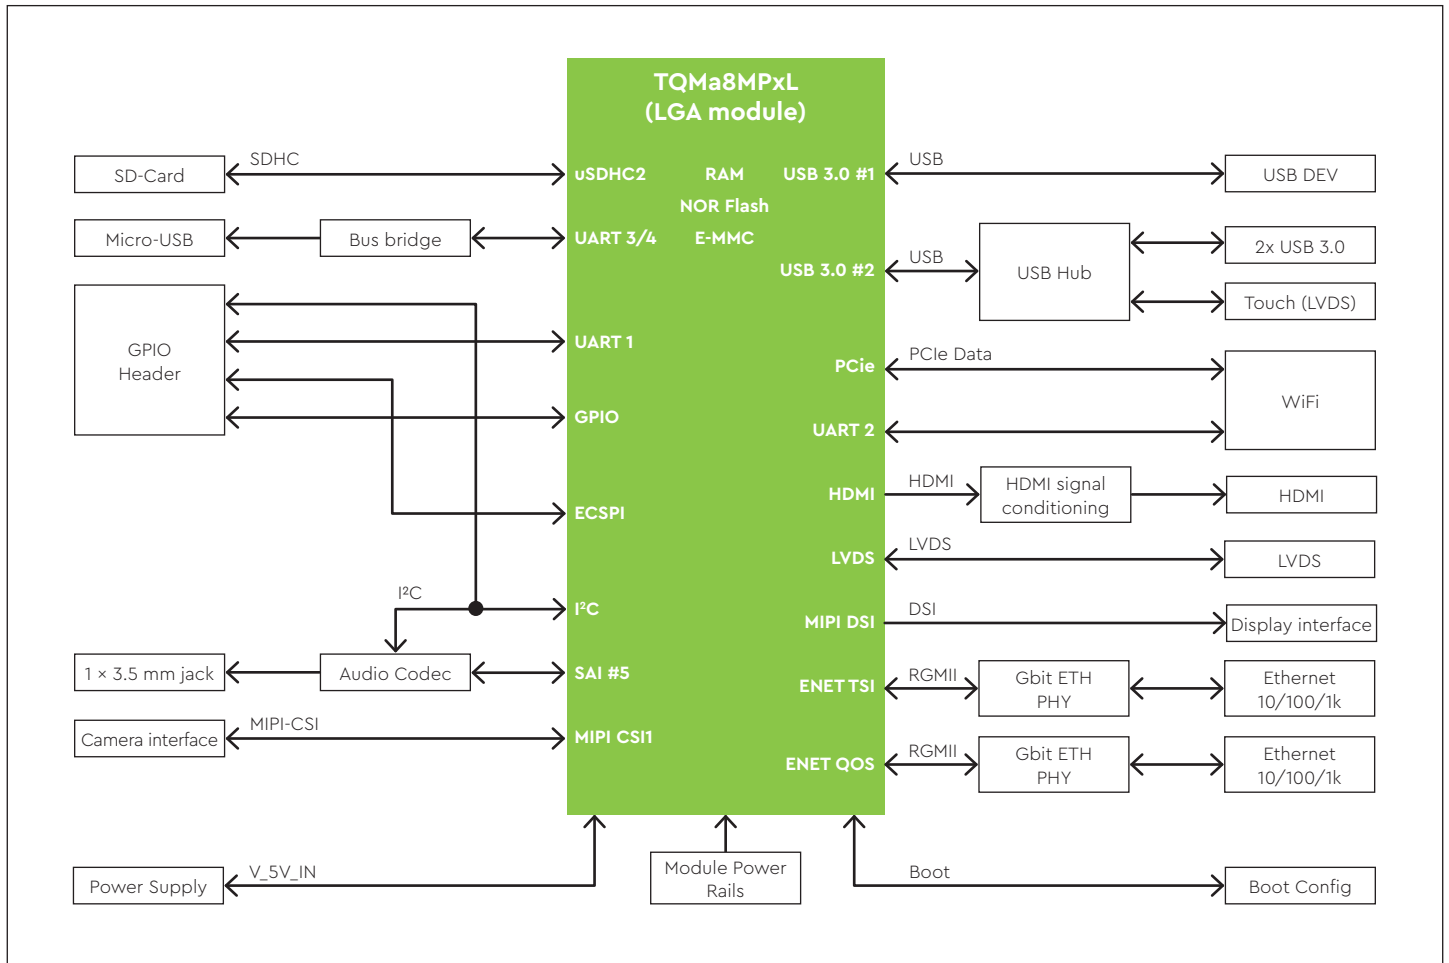 TQMa8MPxL
(LGA module)
SDHC
SD-Card
uSDHC2
RAM
USB 3.0 #1
USB
USB DEV
NOR Flash
Micro-USB
Bus bridge
UART 3/4
E-MMC
2x USB 3.0
USB 3.0 #2
USB
USB Hub
Touch (LVDS)
GPIO
Header
UART 1
PCie
PCIe Data
WiFi
GPIO
UART 2
HDMI
HDMI
HDMI signal
conditioning
HDMI
ECSPI
LVDS
LVDS
LVDS
I²C
I²C
MIPI DSI
DSI
Display interface
1 × 3.5 mm jack
Audio Codec
SAI #5
ENET TSI
RGMII
Gbit ETH
PHY
Ethernet
10/100/1k
Camera interface
MIPI-CSI
MIPI CSI1
ENET QOS
RGMII
Gbit ETH
PHY
Ethernet
10/100/1k
Power Supply
V_5V_IN
Module Power
Rails
Boot
Boot Config